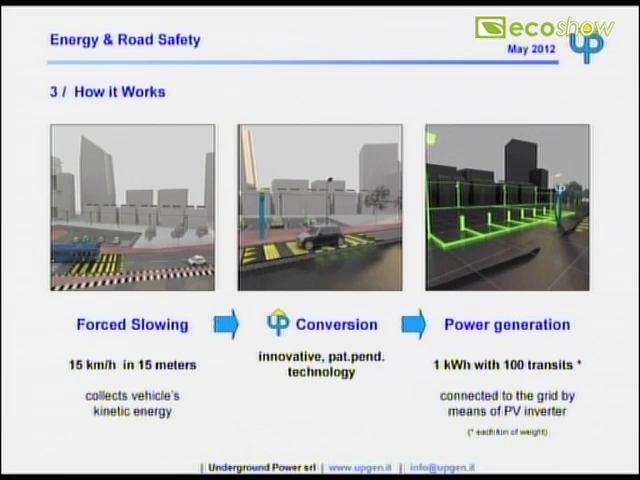 ecoshow
Energy & Road Safety
May 2012
up
3 / How it Works
Forced Slowing
up Conversion
Power generation
15 km/h in 15 meters
innovative, pat.pend.
technology
1 kWh with 100 transits *
collects vehicle's
kinetic energy
connected to the grid by
means of PV inverter
(* each ton of weight)
| Underground Power srl | www.upgen.it | info@upgen.it